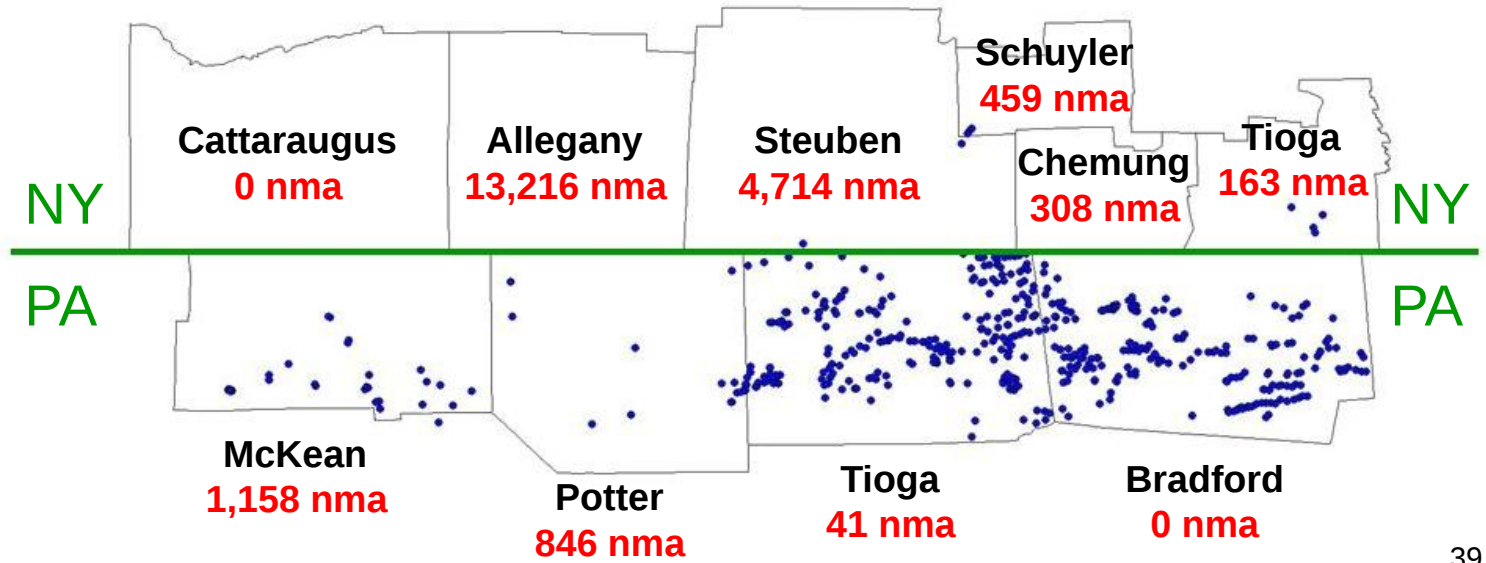 Schuyler
459 nma
Cattaraugus
0 nma
Allegany
13,216 nma
Steuben
4,714 nma
Chemung
308 nma
Tioga
163 nma
NY
NY
PA
PA
McKean
1,158 nma
Potter
846 nma
Tioga
41 nma
Bradford
0 nma
39